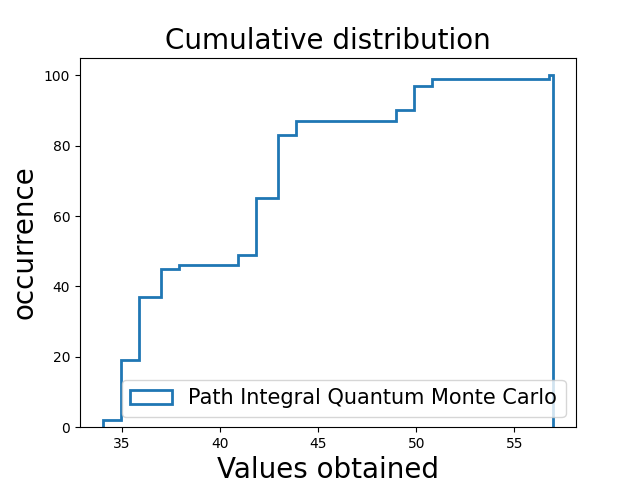 Cumulative distribution
occurrence
100
80
60
40
20
0
Path Integral Quantum Monte Carlo
35 40 45 50 55
Values obtained